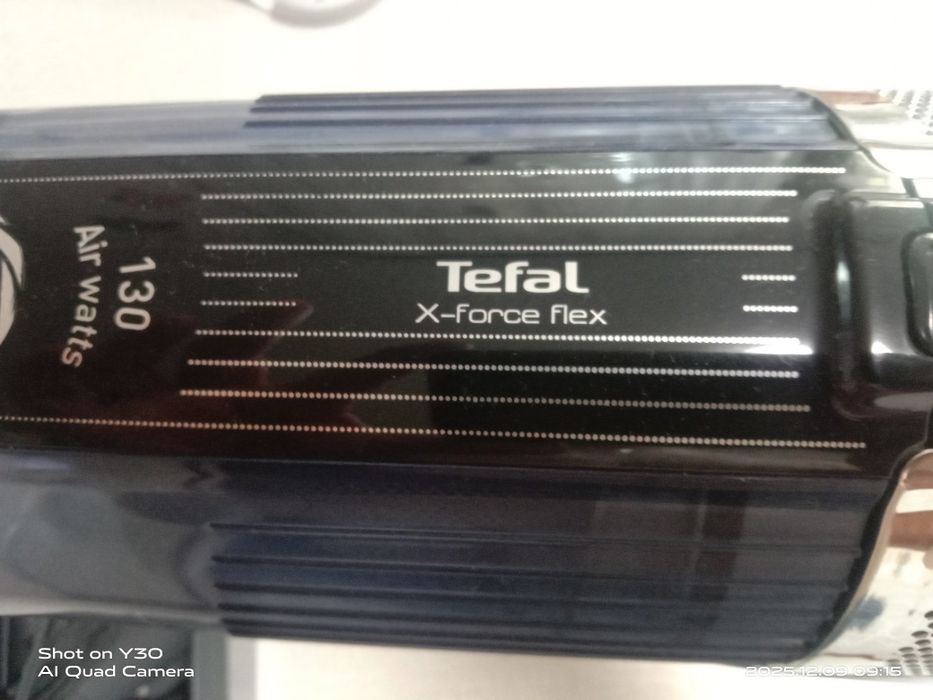 Tefal
X-force flex
130
Air watts
Shot on Y30
AI Quad Camera
2025.12.09 09:15